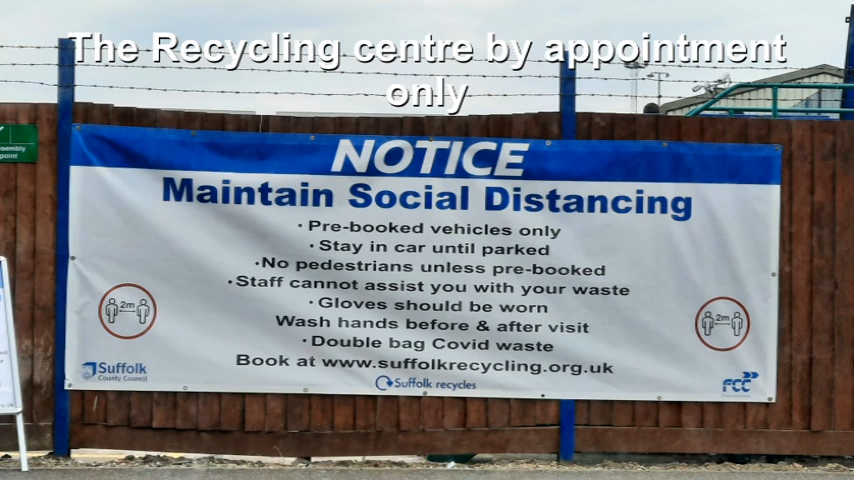 The Recycling centre by appointment
only
assembly
point
NOTICE
Maintain Social Distancing
· Pre-booked vehicles only
· Stay in car until parked
· No pedestrians unless pre-booked
· Staff cannot assist you with your waste
· Gloves should be worn
Wash hands before & after visit
· Double bag Covid waste
Book at www.suffolkrecycling.org.uk
2m
2m
Suffolk
County Council
Suffolk recycles
FCC